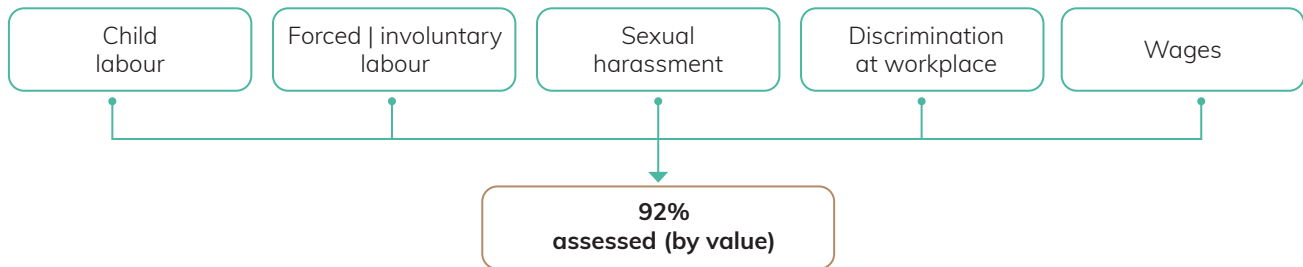 Child
labour
Forced | involuntary
labour
Sexual
harassment
Discrimination
at workplace
Wages
92%
assessed (by value)